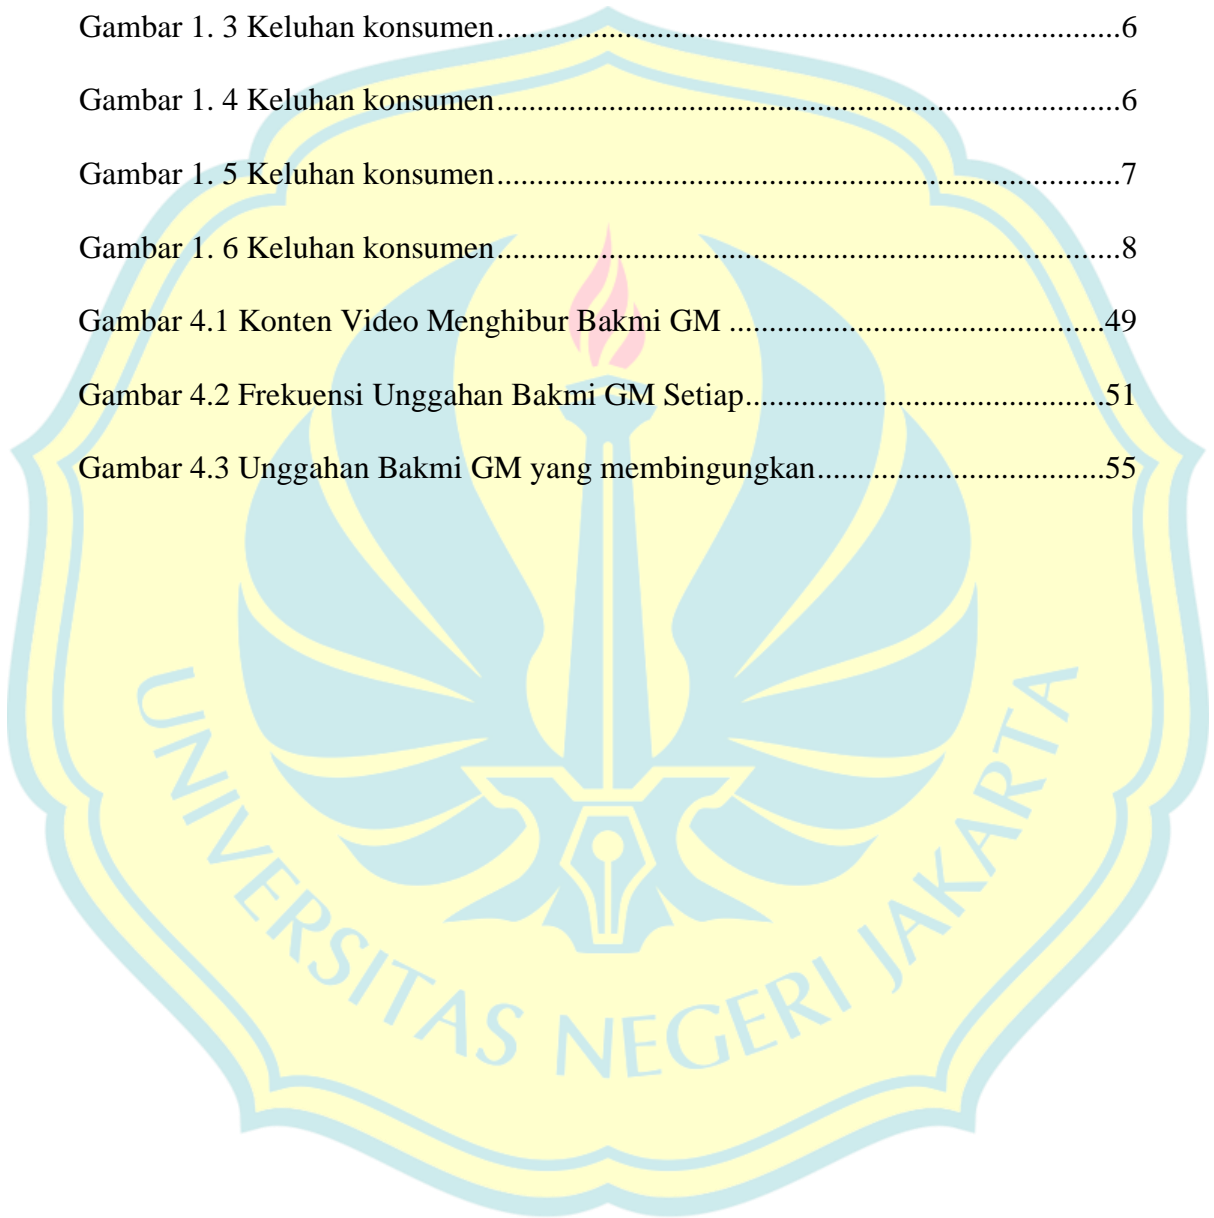 Gambar 1. 3 Keluhan konsumen..............................................................................6
Gambar 1. 4 Keluhan konsumen..............................................................................6
Gambar 1. 5 Keluhan konsumen..............................................................................7
Gambar 1. 6 Keluhan konsumen..............................................................................8
Gambar 4.1 Konten Video Menghibur Bakmi GM ...............................................49
Gambar 4.2 Frekuensi Unggahan Bakmi GM Setiap.............................................51
Gambar 4.3 Unggahan Bakmi GM yang membingungkan....................................55
UNIVERSITAS NEGERI JAKARTA